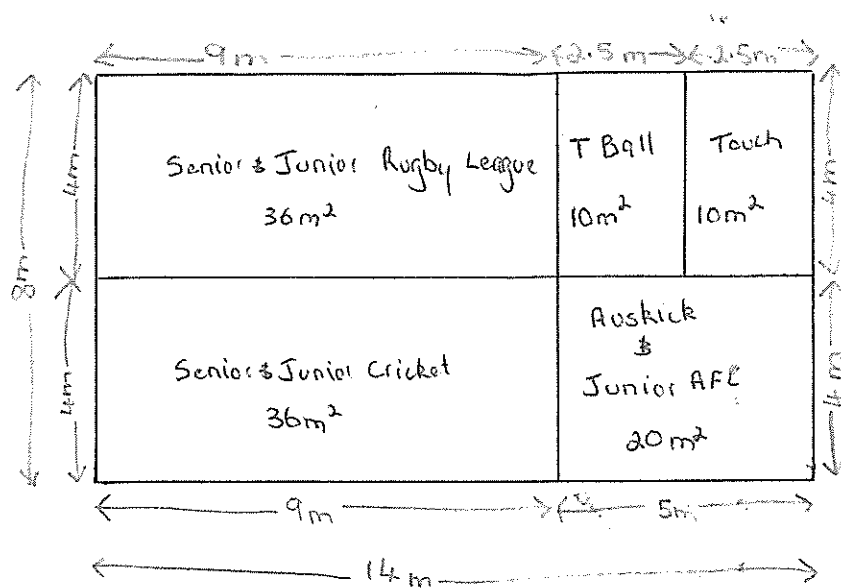 9m
2.5m
2.5m
8m
4m
Senior & Junior Rugby League
36m²
T Ball
10m²
Touch
10m²
4m
4m
Senior & Junior Cricket
36m²
Auskick
&
Junior AFL
20m²
4m
9m
5m
14m